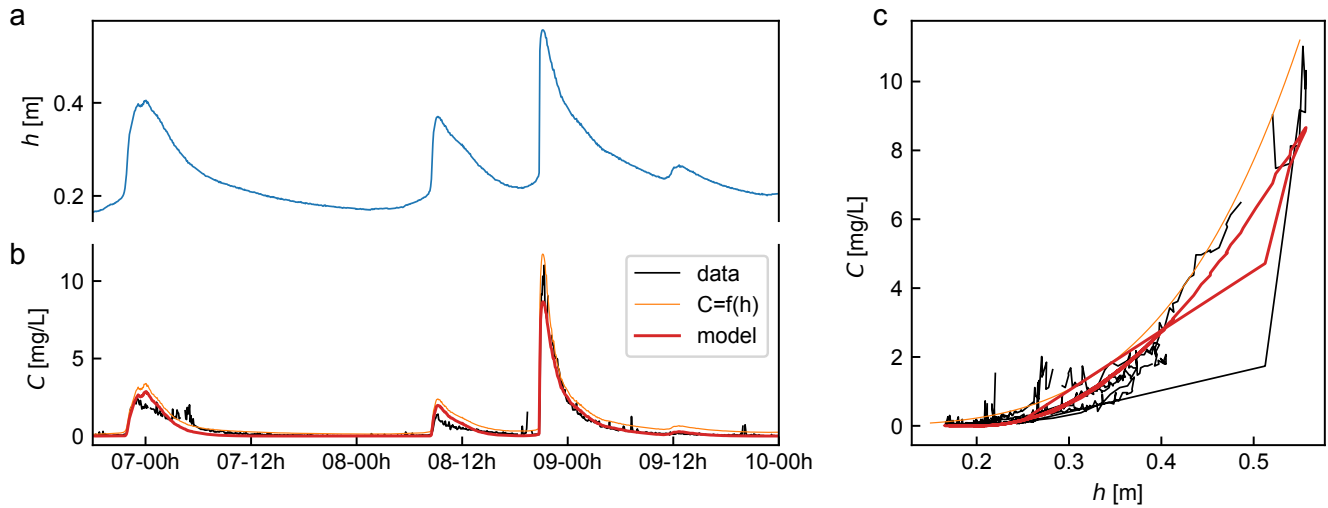 a
h [m]
0.4
0.2
b
C [mg/L]
10
5
0
data
C=f(h)
model
07-00h 07-12h 08-00h 08-12h 09-00h 09-12h 10-00h
c
C [mg/L]
10
8
6
4
2
0
0.2 0.3 0.4 0.5
h [m]